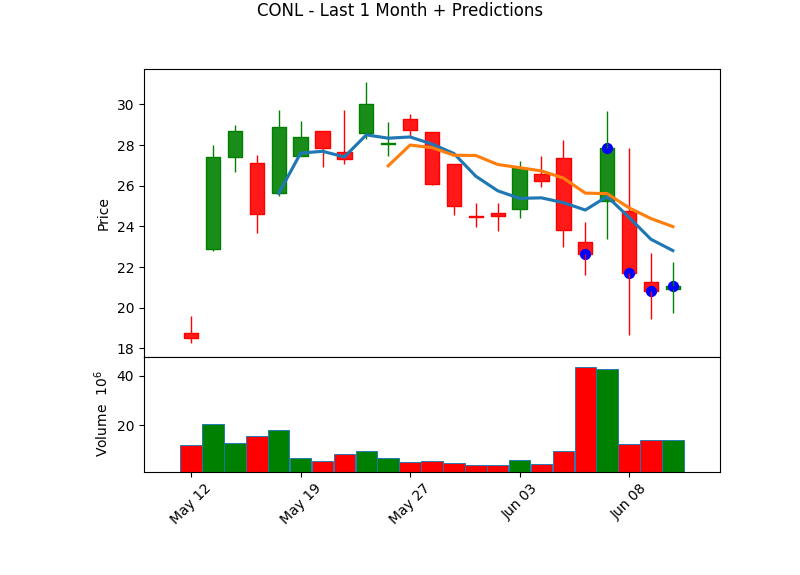 CONL - Last 1 Month + Predictions
Price
30
28
26
24
22
20
18
Volume 10^6
40
20
May 12
May 19
May 27
Jun 03
Jun 08